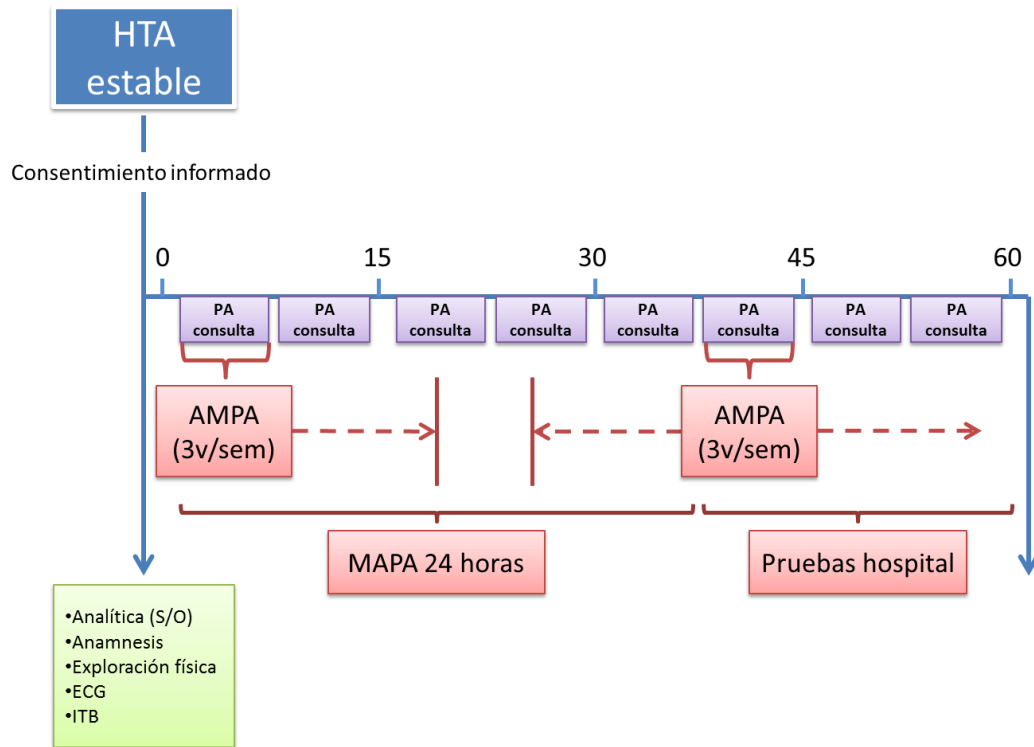 HTA
estable
Consentimiento informado
0 15 30 45 60
PA PA PA PA PA PA PA PA
consulta consulta consulta consulta consulta consulta consulta consulta
AMPA AMPA
(3v/sem) (3v/sem)
MAPA 24 horas Pruebas hospital
•Analítica (S/O)
•Anamnesis
•Exploración física
•ECG
•ITB